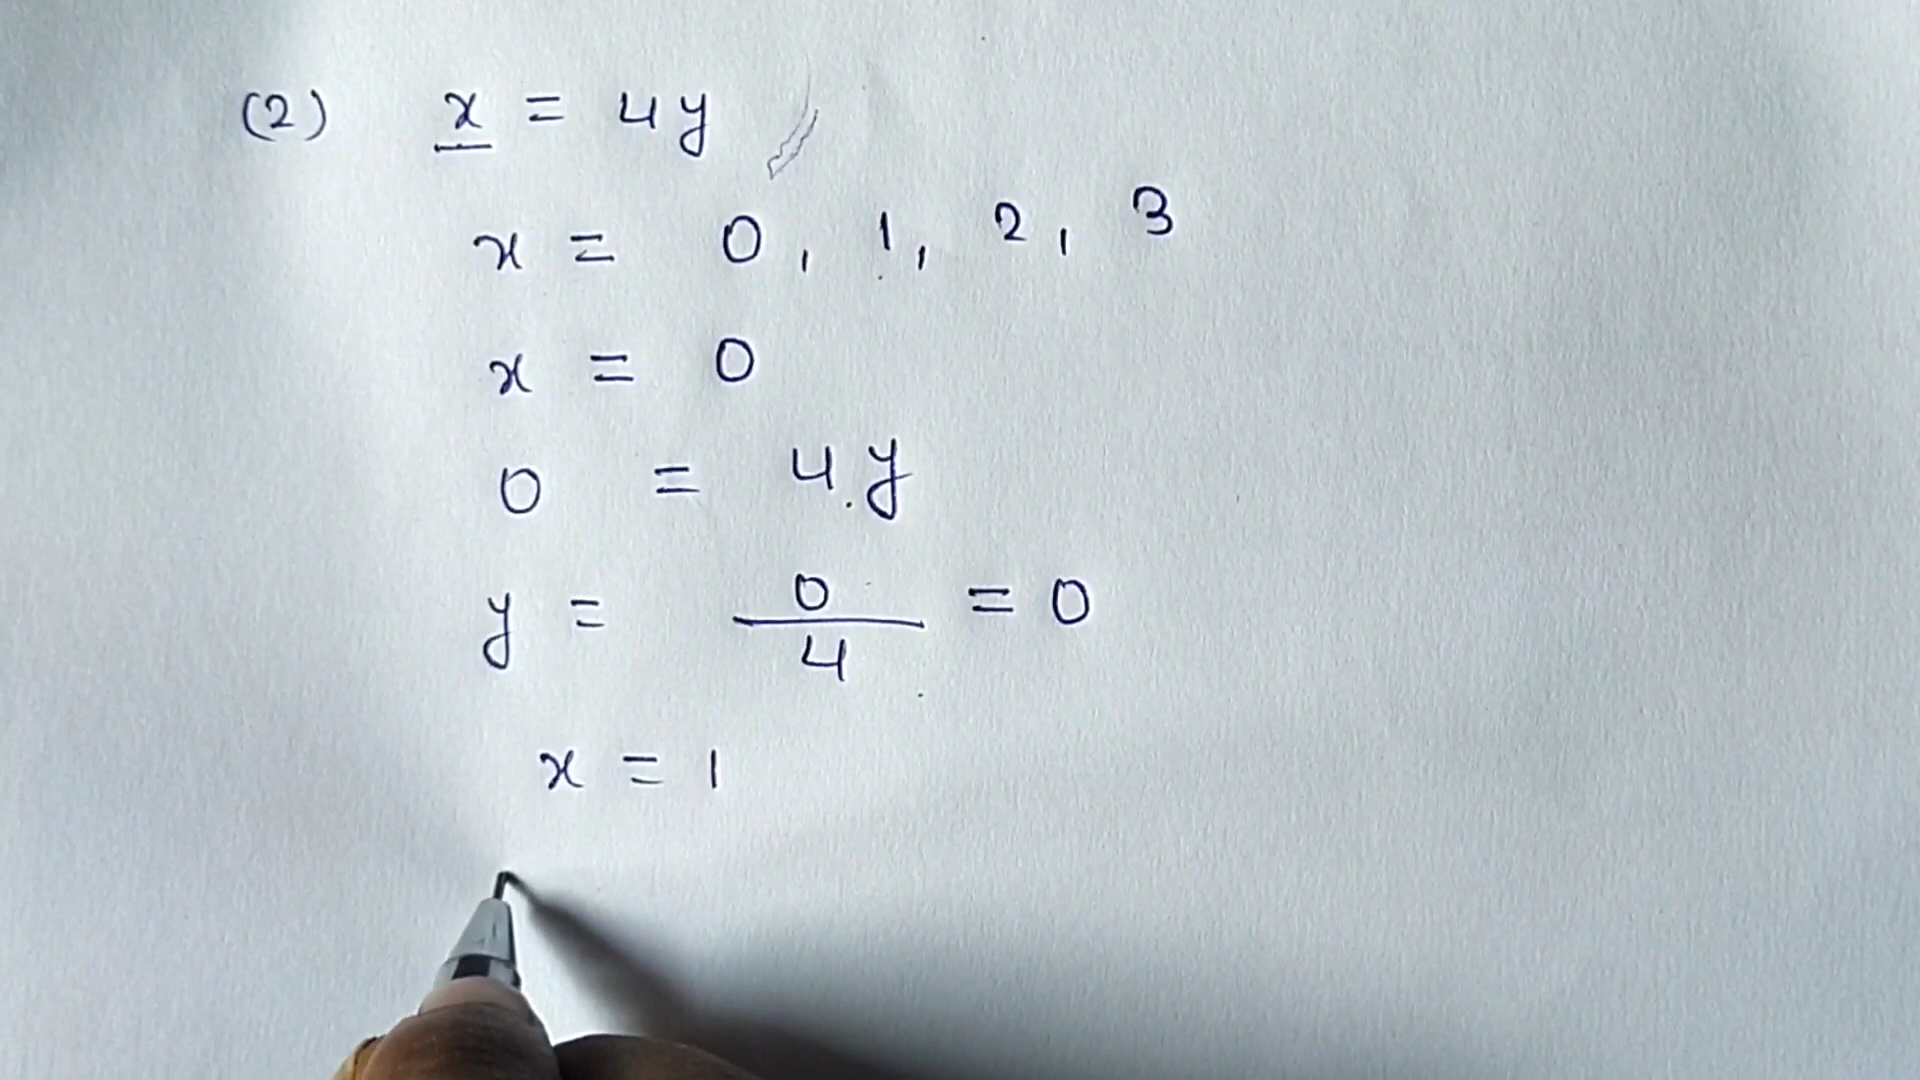 (2) x = 4y
x = 0, 1, 2, 3
x = 0
0 = 4.y
y = 0/4 = 0
x = 1